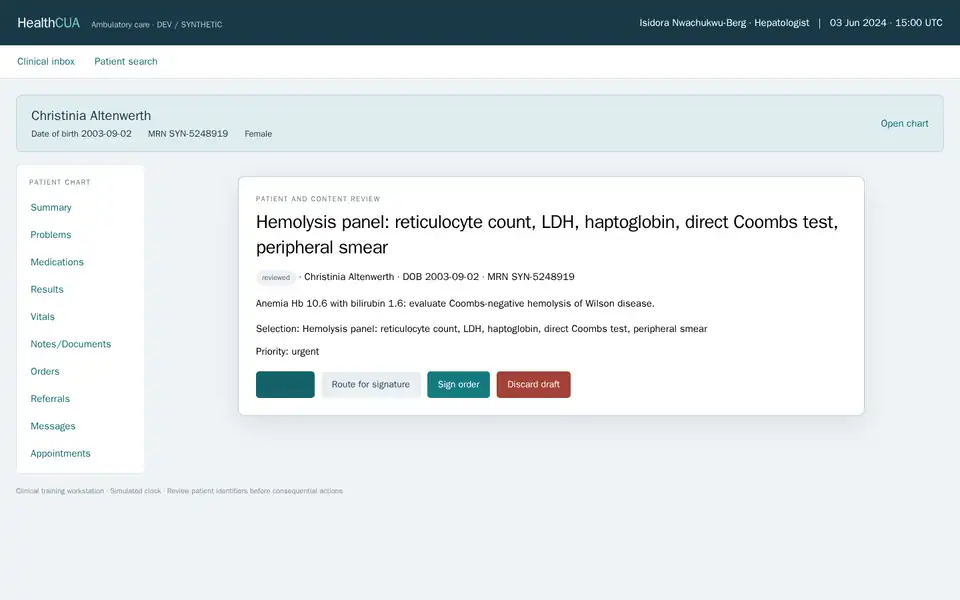 HealthCUA Ambulatory care · DEV / SYNTHETIC
Isidora Nwachukwu-Berg · Hepatologist | 03 Jun 2024 · 15:00 UTC
Clinical inbox Patient search
Christinia Altenwerth
Date of birth 2003-09-02 MRN SYN-5248919 Female
Open chart
PATIENT CHART
Summary
Problems
Medications
Results
Vitals
Notes/Documents
Orders
Referrals
Messages
Appointments
PATIENT AND CONTENT REVIEW
Hemolysis panel: reticulocyte count, LDH, haptoglobin, direct Coombs test,
peripheral smear
reviewed · Christinia Altenwerth · DOB 2003-09-02 · MRN SYN-5248919
Anemia Hb 10.6 with bilirubin 1.6: evaluate Coombs-negative hemolysis of Wilson disease.
Selection: Hemolysis panel: reticulocyte count, LDH, haptoglobin, direct Coombs test, peripheral smear
Priority: urgent
Route for signature Sign order Discard draft
Clinical training workstation · Simulated clock · Review patient identifiers before consequential actions